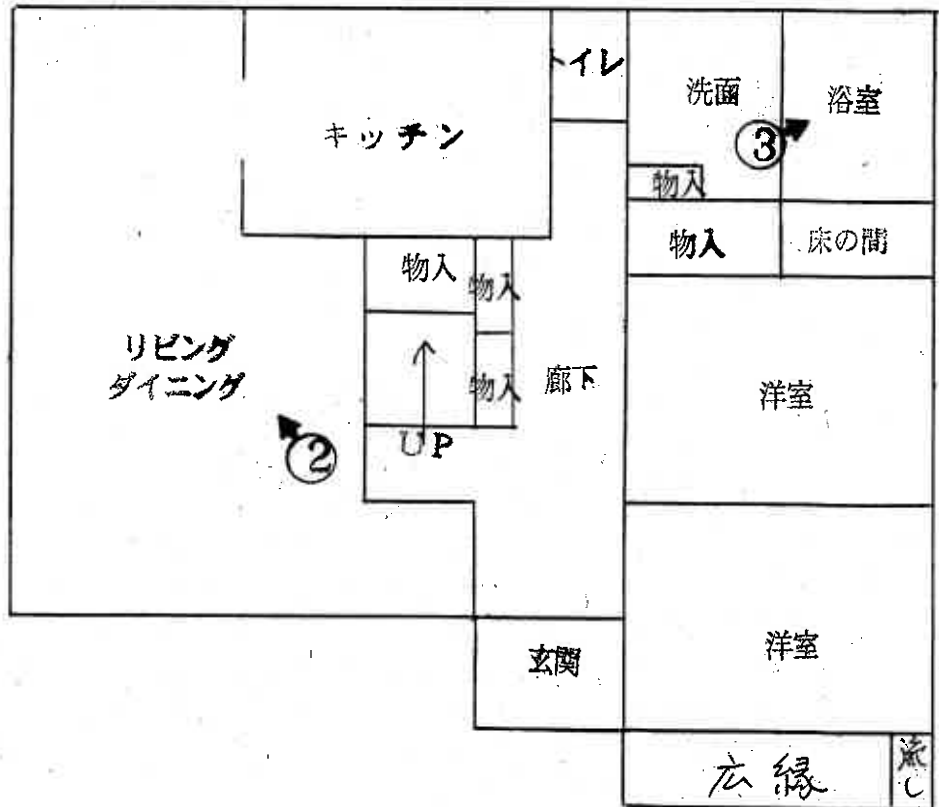 トイレ
洗面
浴室
キッチン
③
物入
物入
床の間
物入
物入
リビング
ダイニング
物入
廊下
洋室
UP
②
洋室
玄関
広縁
流し